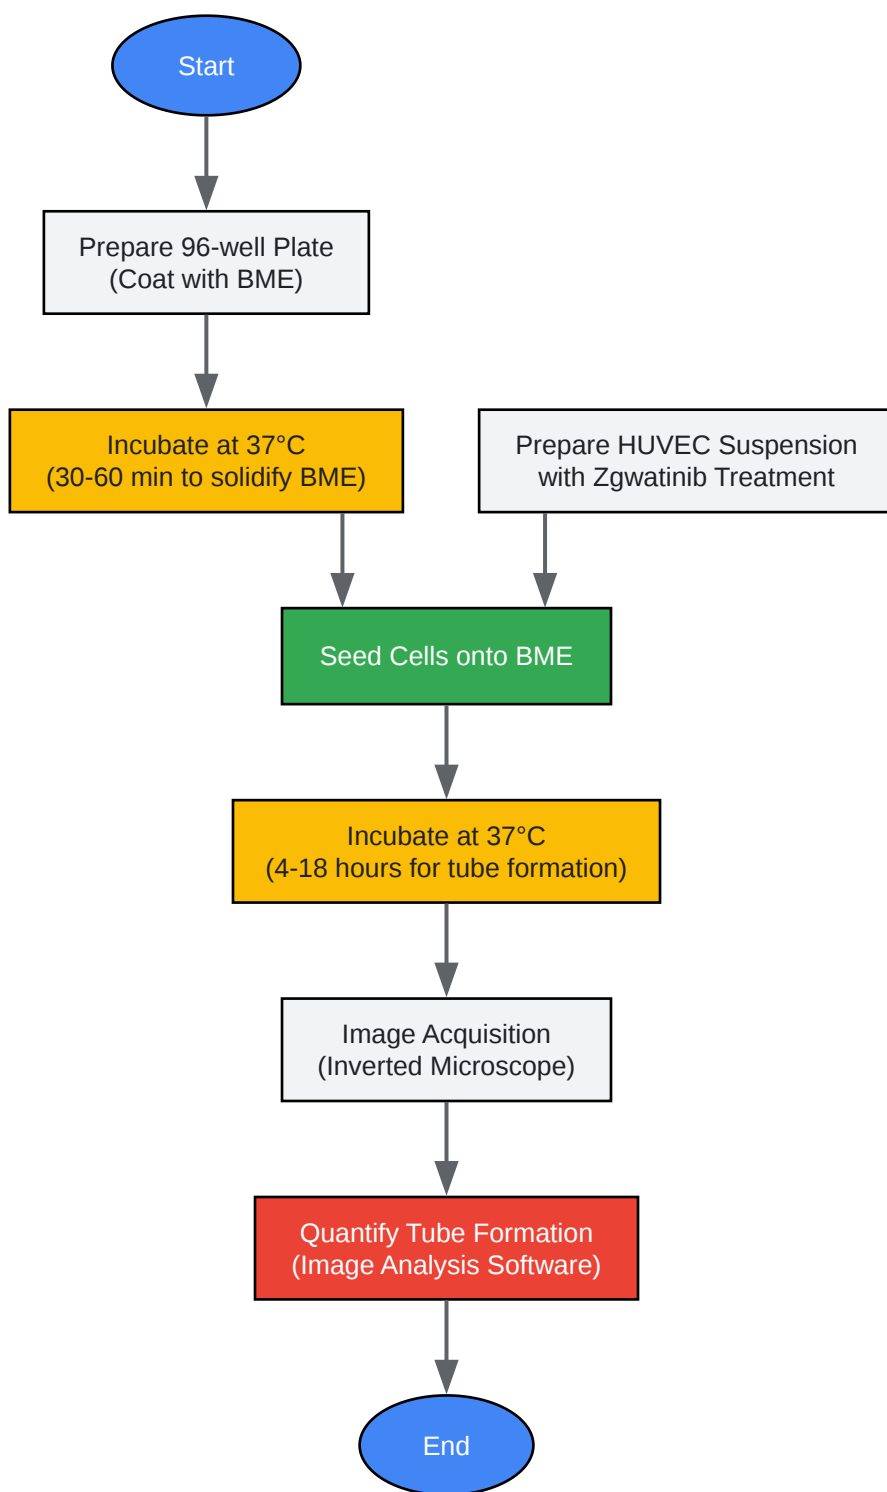 Start
Prepare 96-well Plate
(Coat with BME)
Incubate at 37°C
(30-60 min to solidify BME)
Prepare HUVEC Suspension
with Zgwatinib Treatment
Seed Cells onto BME
Incubate at 37°C
(4-18 hours for tube formation)
Image Acquisition
(Inverted Microscope)
Quantify Tube Formation
(Image Analysis Software)
End